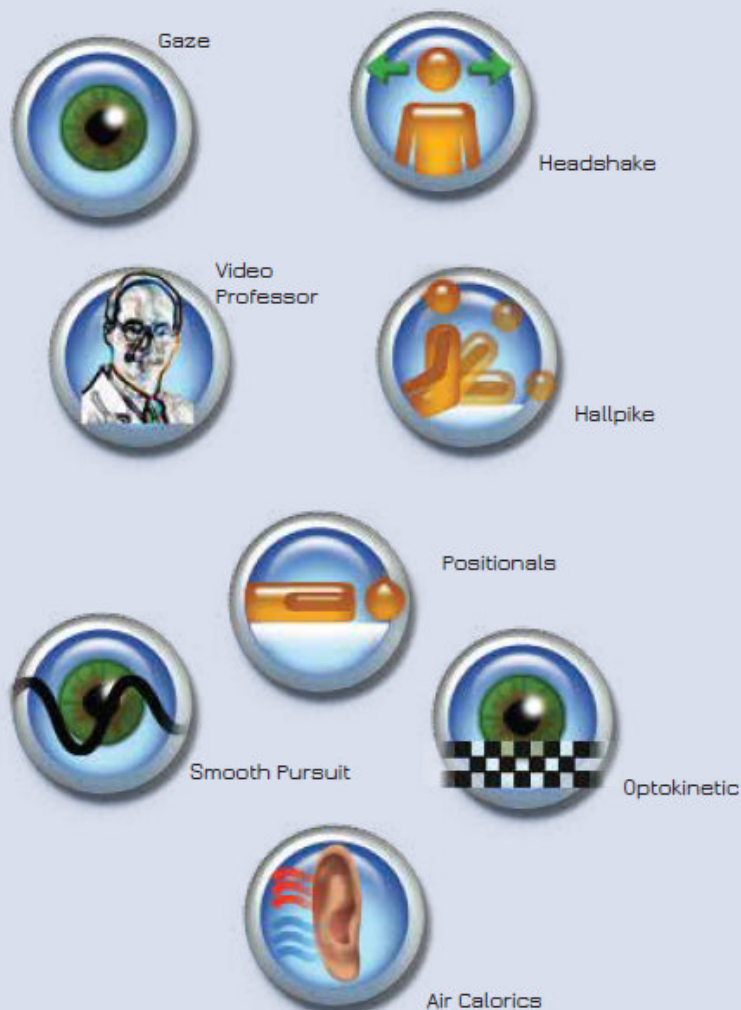 Gaze
Headshake
Video
Professor
Hallpike
Positionals
Smooth Pursuit
Optokinetic
Air Calorics